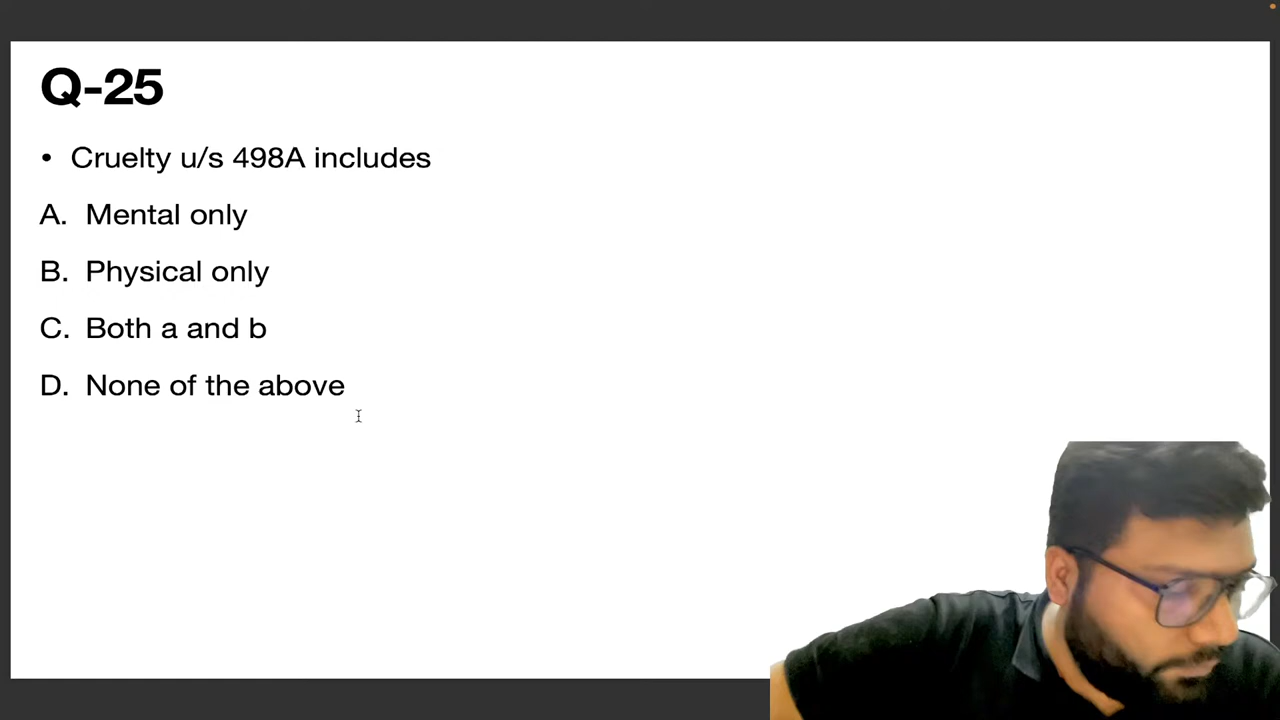 Q-25
• Cruelty u/s 498A includes
A. Mental only
B. Physical only
C. Both a and b
D. None of the above